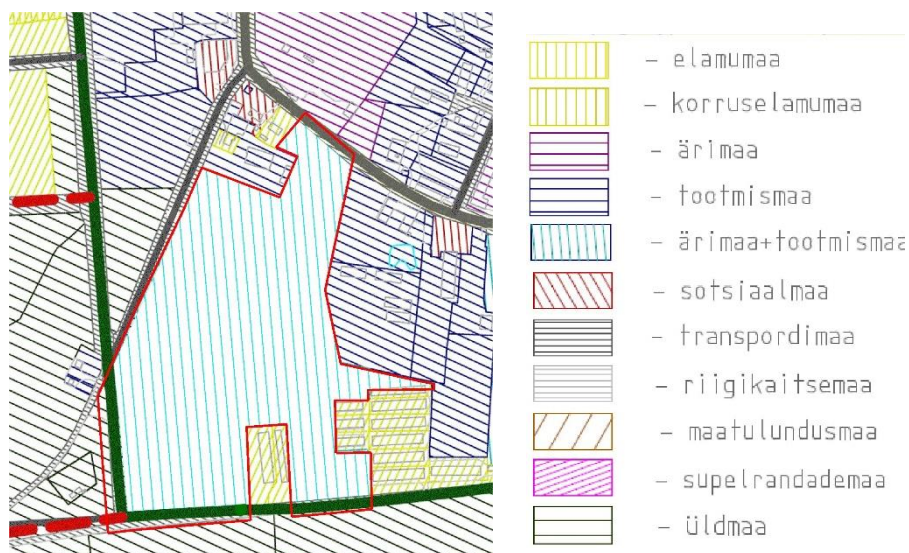 – elamumaa
– korruselamumaa
– ärimaa
– tootmismaa
– ärimaa+tootmismaa
– sotsiaalmaa
– transpordimaa
– riigikaitsemaa
– maatulundusmaa
– supelrandademaa
– üldmaa